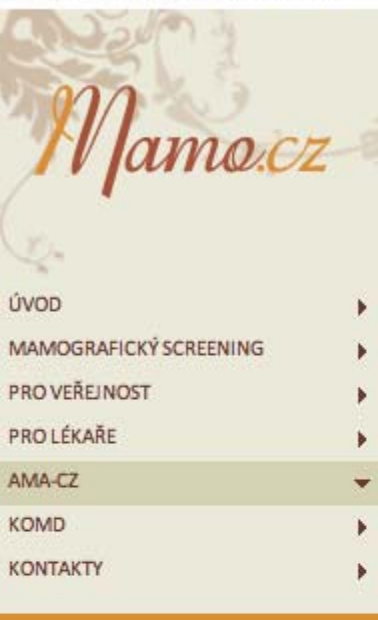 Mamo.cz
ÚVOD
MAMOGRAFICKÝ SCREENING
PRO VEŘEJNOST
PRO LÉKAŘE
AMA-CZ
KOMD
KONTAKTY